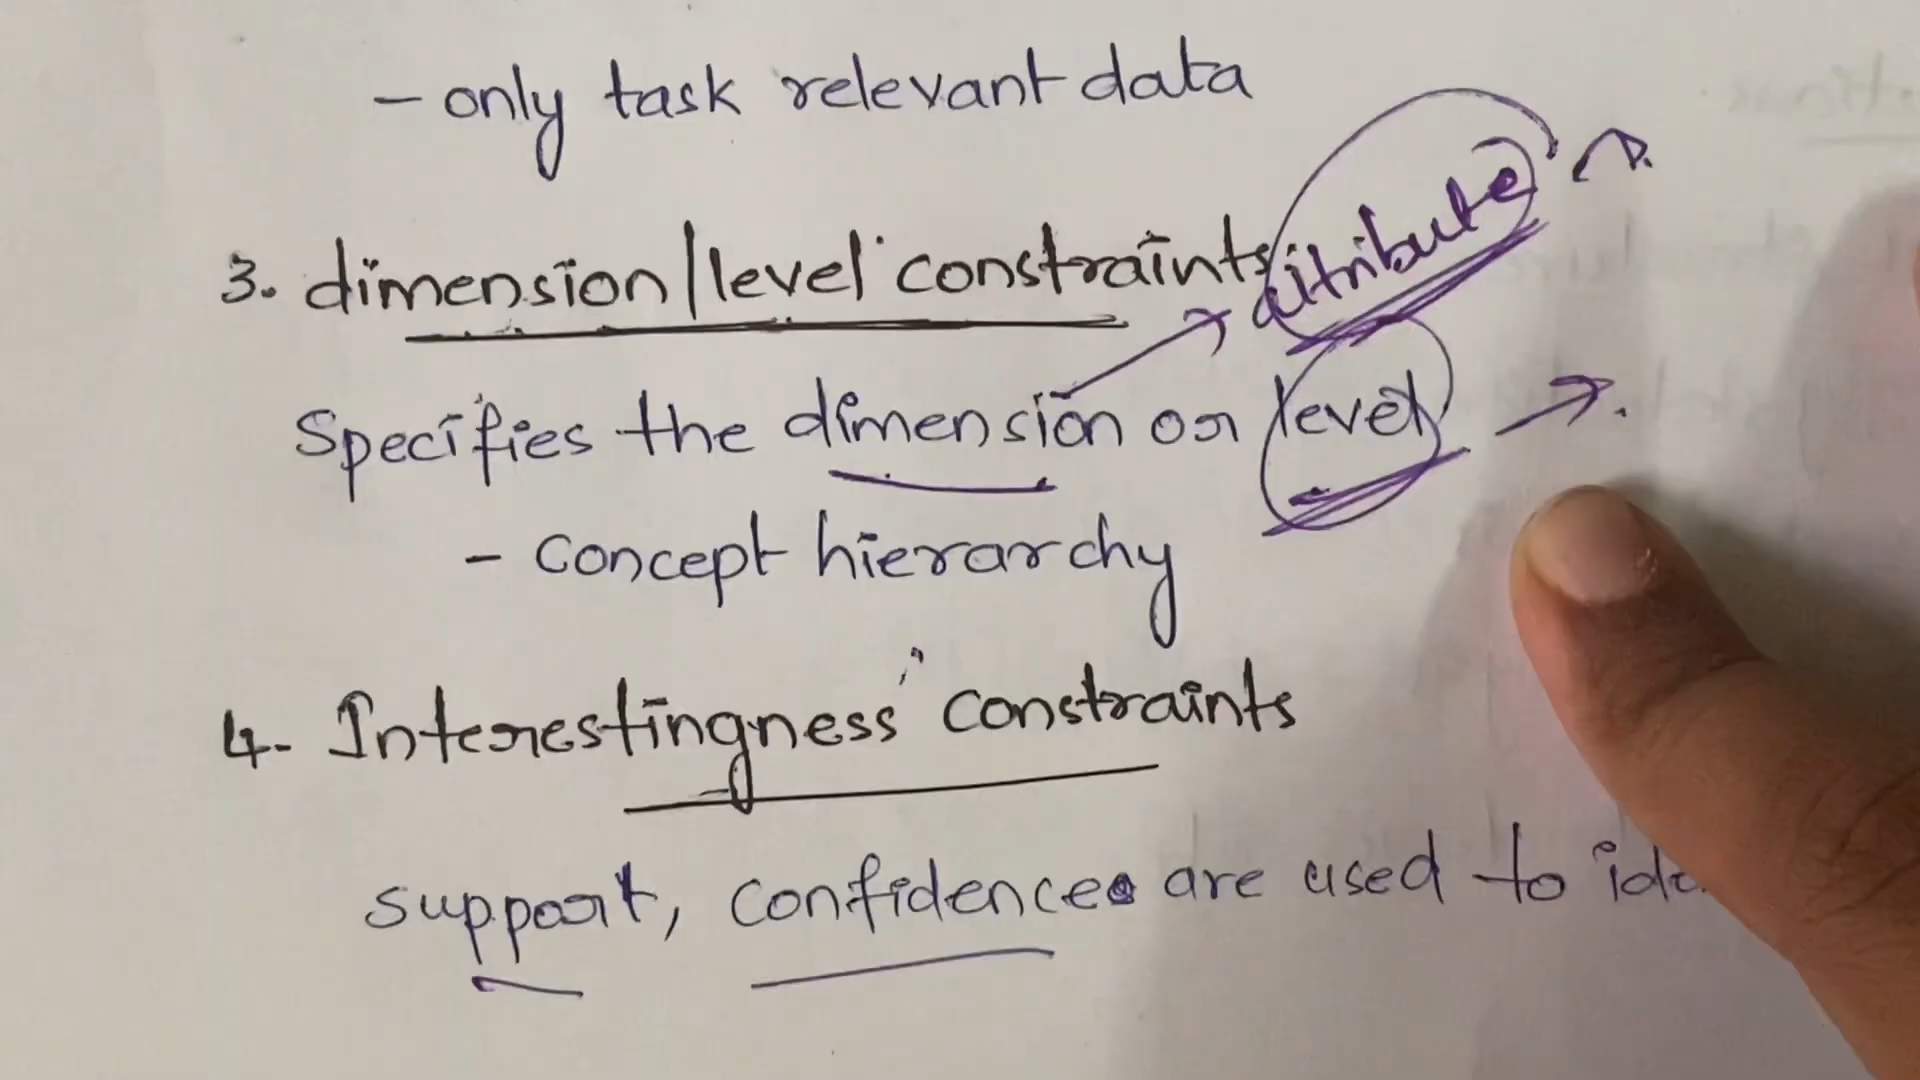 - only task relevant data
3. dimension/level constraints
attribute
Specifies the dimension or level
- concept hierarchy
4. Interestingness constraints
support, confidence are used to